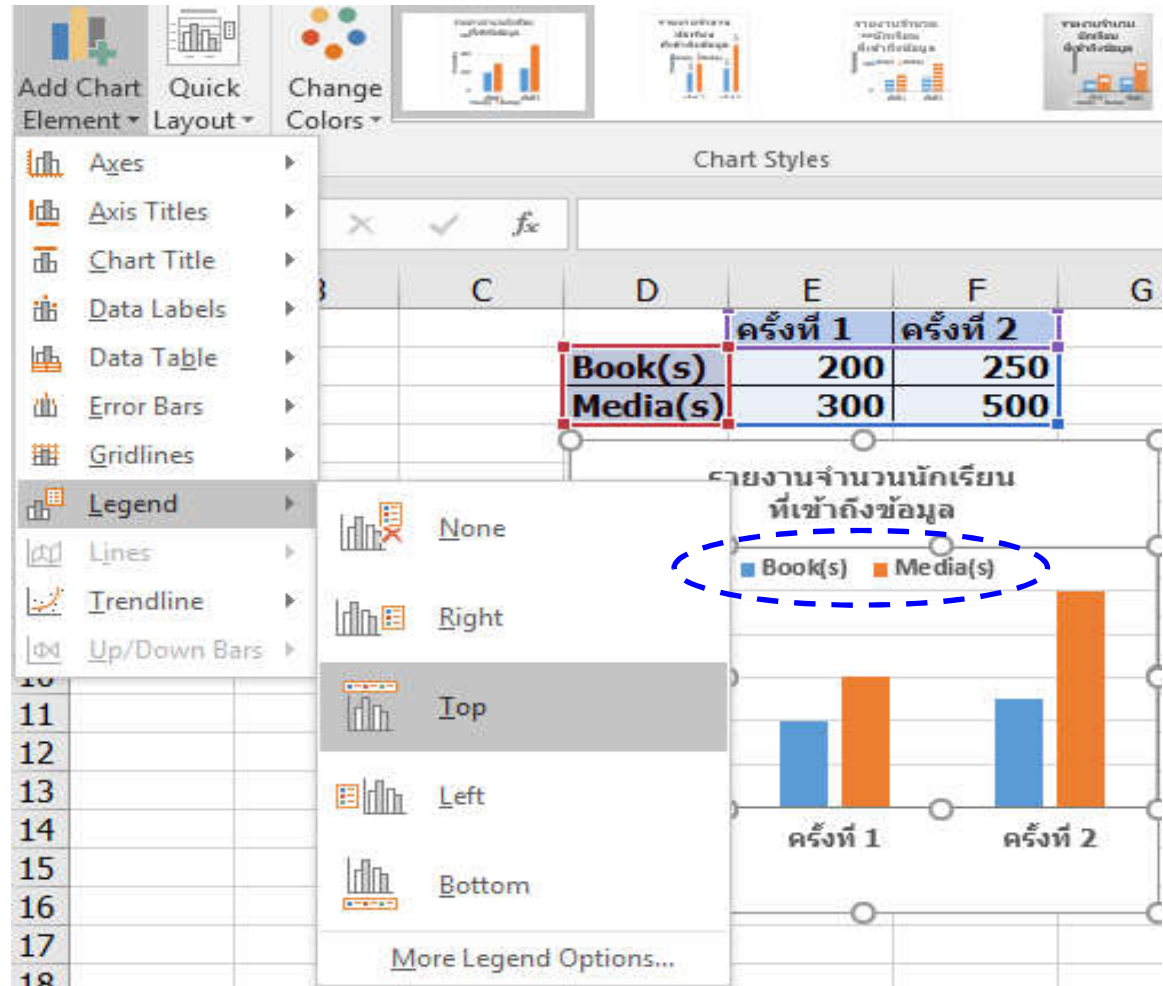 Add Chart
Element
Quick
Layout
Change
Colors
Chart Styles
Axes
Axis Titles
Chart Title
Data Labels
Data Table
Error Bars
Gridlines
Legend
Lines
Trendline
Up/Down Bars
None
Right
Top
Left
Bottom
More Legend Options...
fx
C D E F G
ครั้งที่ 1 ครั้งที่ 2
Book(s) 200 250
Media(s) 300 500
รายงานจำนวนนักเรียน
ที่เข้าถึงข้อมูล
Book(s) Media(s)
ครั้งที่ 1 ครั้งที่ 2
10
11
12
13
14
15
16
17
18